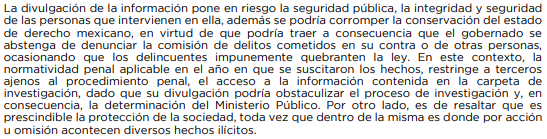 La divulgación de la información pone en riesgo la seguridad pública, la integridad y seguridad
de las personas que intervienen en ella, además se podría corromper la conservación del estado
de derecho mexicano, en virtud de que podría traer a consecuencia que el gobernado se
abstenga de denunciar la comisión de delitos cometidos en su contra o de otras personas,
ocasionando que los delincuentes impunemente quebranten la ley. En este contexto, la
normatividad penal aplicable en el año en que se suscitaron los hechos, restringe a terceros
ajenos al procedimiento penal, el acceso a la información contenida en la carpeta de
investigación, dado que su divulgación podría obstaculizar el proceso de investigación y, en
consecuencia, la determinación del Ministerio Público. Por otro lado, es de resaltar que es
prescindible la protección de la sociedad, toda vez que dentro de la misma es donde por acción
u omisión acontecen diversos hechos ilícitos.